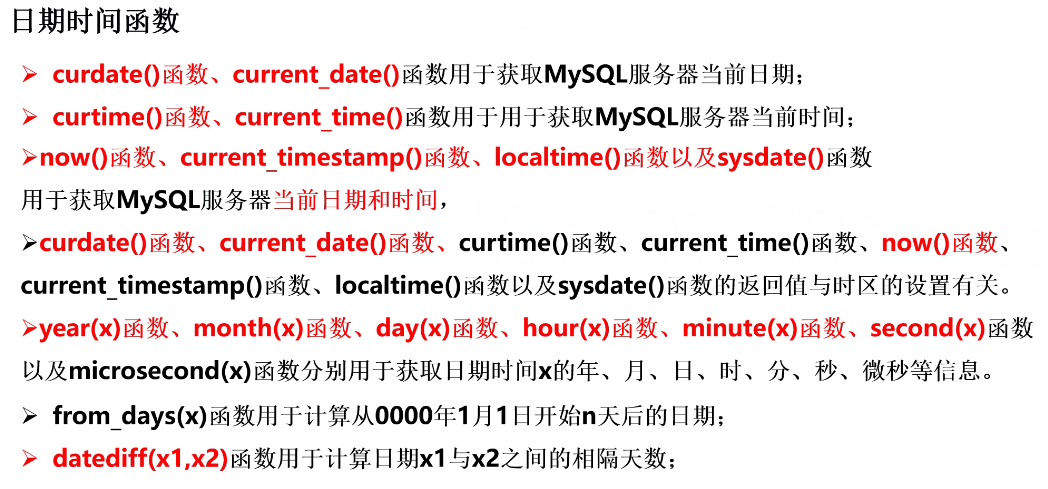 日期时间函数
➢ curdate()函数、current_date()函数用于获取MySQL服务器当前日期；
➢ curtime()函数、current_time()函数用于用于获取MySQL服务器当前时间；
➢now()函数、current_timestamp()函数、localtime()函数以及sysdate()函数
用于获取MySQL服务器当前日期和时间，
➢curdate()函数、current_date()函数、curtime()函数、current_time()函数、now()函数、
current_timestamp()函数、localtime()函数以及sysdate()函数的返回值与时区的设置有关。
➢year(x)函数、month(x)函数、day(x)函数、hour(x)函数、minute(x)函数、second(x)函数
以及microsecond(x)函数分别用于获取日期时间x的年、月、日、时、分、秒、微秒等信息。
➢ from_days(x)函数用于计算从0000年1月1日开始n天后的日期；
➢ datediff(x1,x2)函数用于计算日期x1与x2之间的相隔天数；